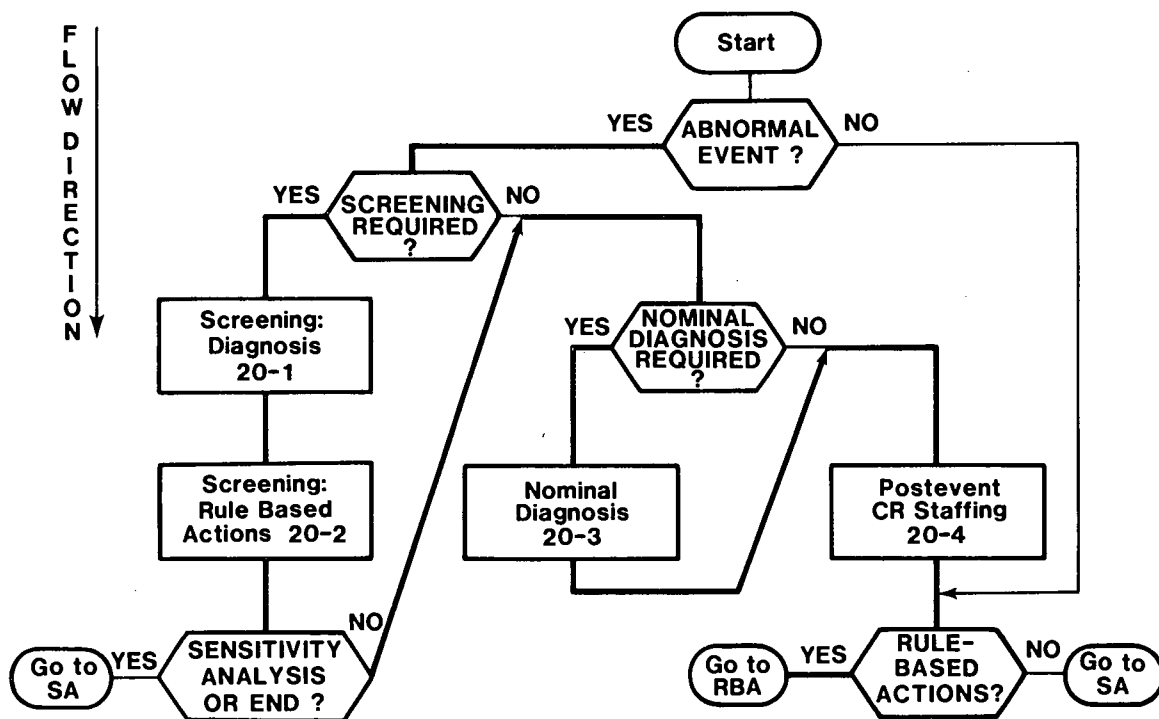 FLOW DIRECTION
Start
YES
ABNORMAL
EVENT ?
NO
YES
SCREENING
REQUIRED
?
NO
Screening:
Diagnosis
20-1
YES
NOMINAL
DIAGNOSIS
REQUIRED
?
NO
Screening:
Rule Based
Actions 20-2
Nominal
Diagnosis
20-3
Postevent
CR Staffing
20-4
Go to
SA
YES
SENSITIVITY
ANALYSIS
OR END ?
NO
Go to
RBA
YES
RULE-
BASED
ACTIONS?
NO
Go to
SA